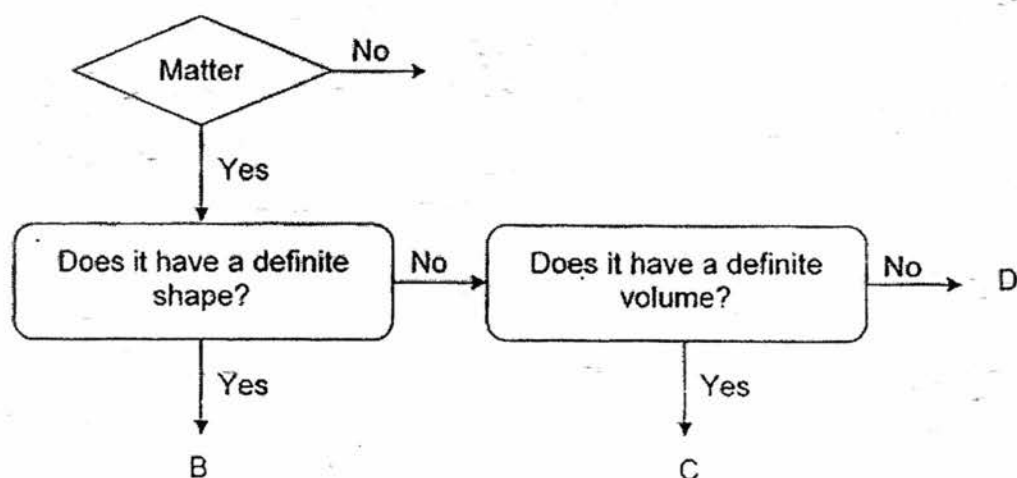 Matter
No
Yes
Does it have a definite
shape?
No
Does it have a definite
volume?
No
D
Yes
Yes
B
C